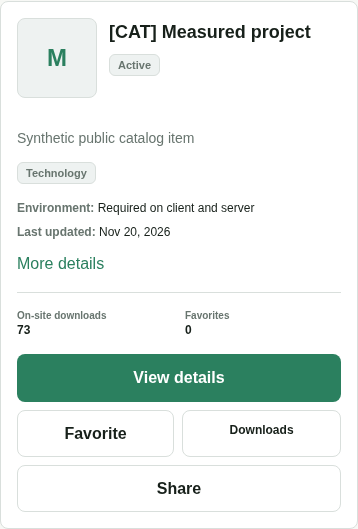 M
[CAT] Measured project
Active
Synthetic public catalog item
Technology
Environment: Required on client and server
Last updated: Nov 20, 2026
More details
On-site downloads
73
Favorites
0
View details
Favorite
Downloads
Share